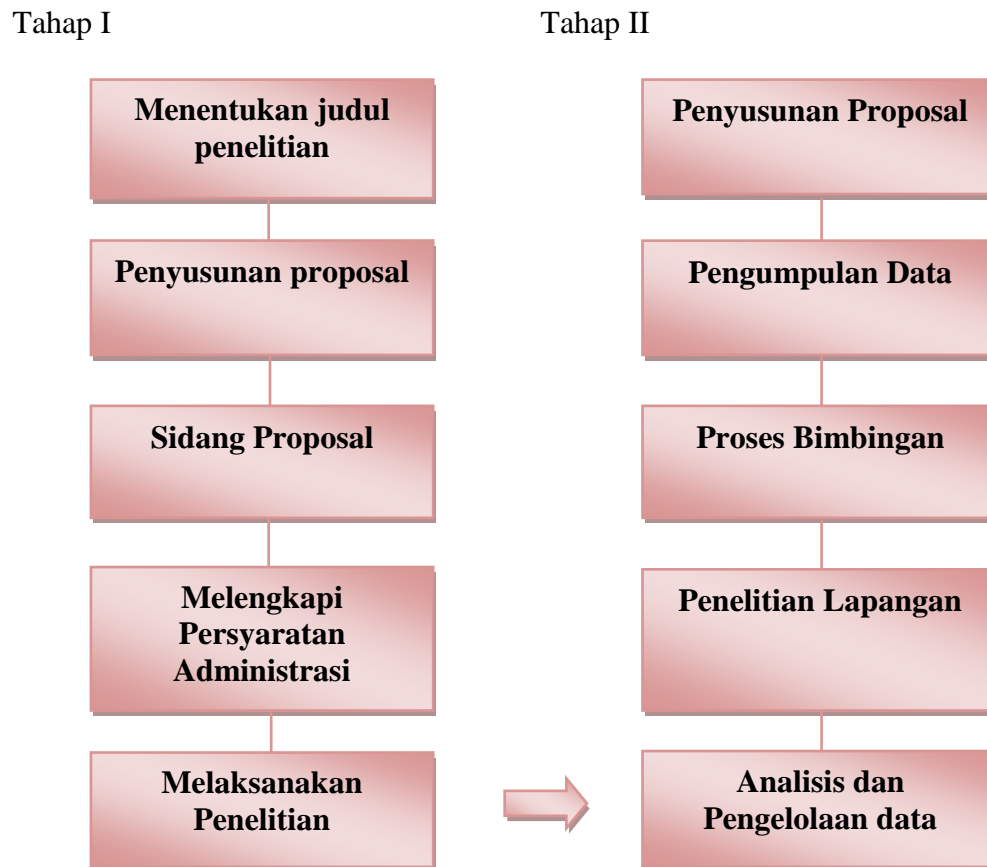 Tahap I
Menentukan judul
penelitian
Penyusunan proposal
Sidang Proposal
Melengkapi
Persyaratan
Administrasi
Melaksanakan
Penelitian
Tahap II
Penyusunan Proposal
Pengumpulan Data
Proses Bimbingan
Penelitian Lapangan
Analisis dan
Pengelolaan data